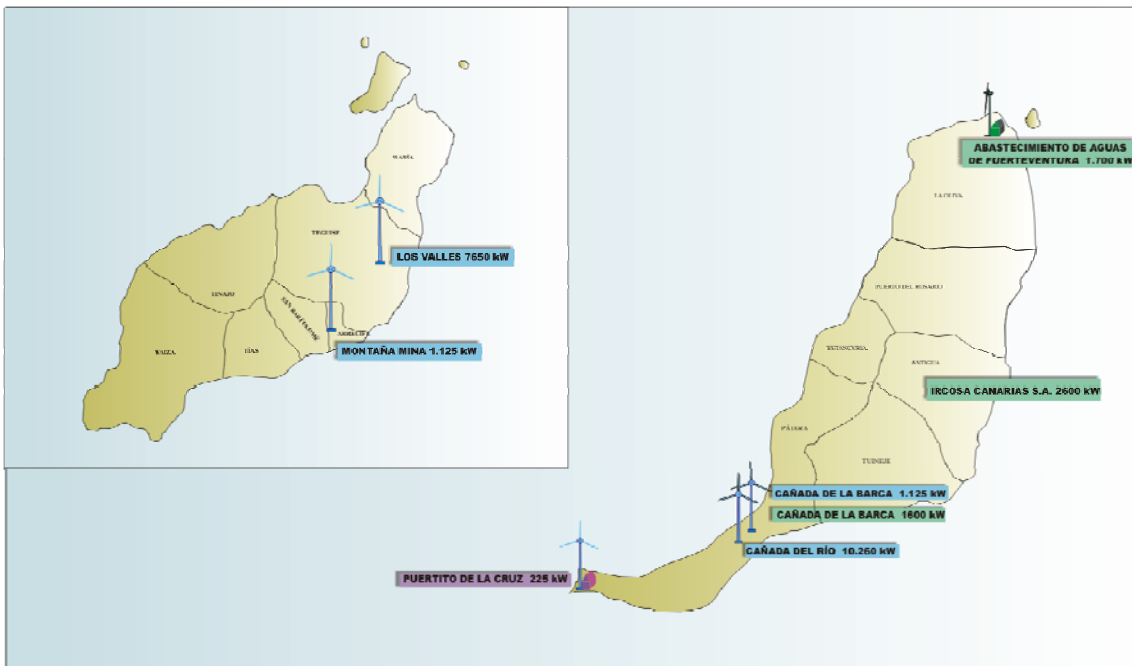 HARÍA
TEGUISE
LOS VALLES 7650 kW
TINAJO
SAN BARTOLOMÉ
ARRECIFE
YAIZA
TÍAS
MONTAÑA MINA 1.125 kW
ABASTECIMIENTO DE AGUAS
DE FUERTEVENTURA 1.700 kW
LA OLIVA
PUERTO DEL ROSARIO
BETANCURIA
ANTIGUA
IRCOSA CANARIAS S.A. 2600 kW
PÁJARA
TUINEJE
CAÑADA DE LA BARCA 1.125 kW
CAÑADA DE LA BARCA 1600 kW
CAÑADA DEL RÍO 10.260 kW
PUERTITO DE LA CRUZ 225 kW